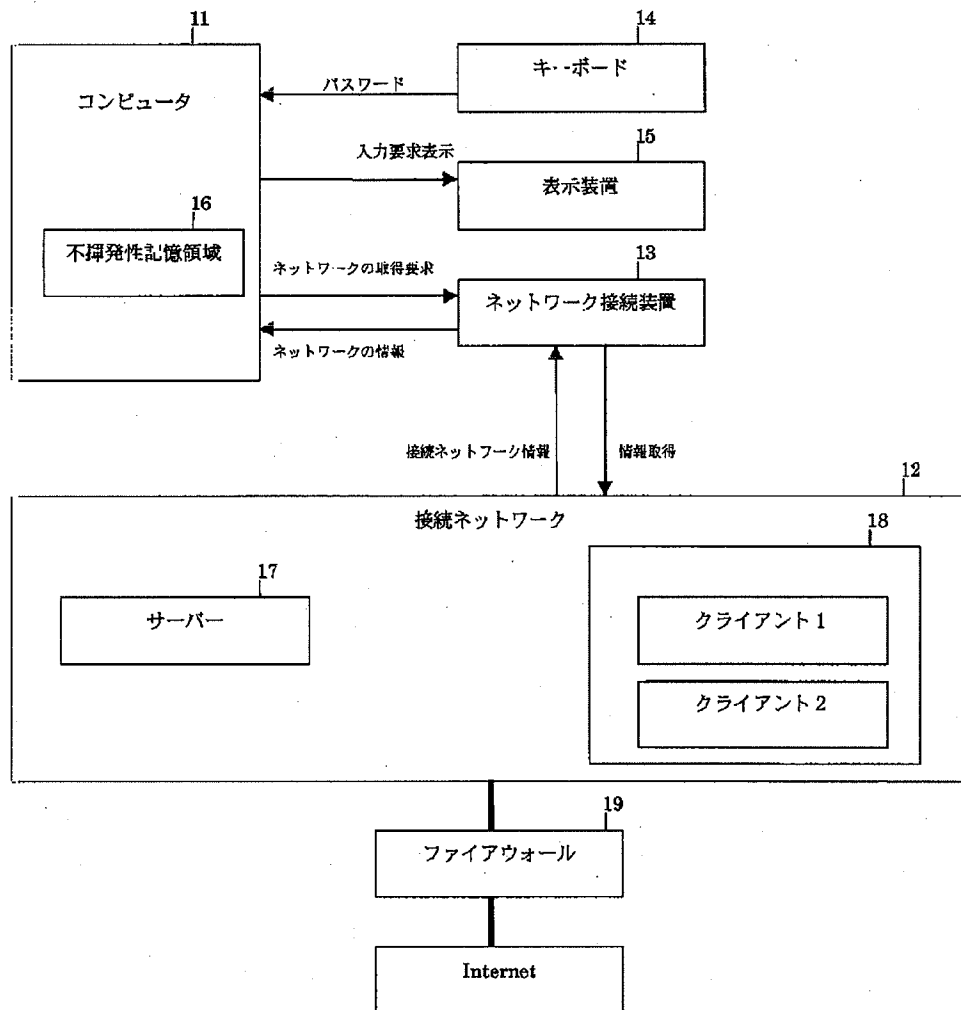 11
コンピュータ
14
キーボード
パスワード
入力要求表示
15
表示装置
16
不揮発性記憶領域
ネットワークの取得要求
13
ネットワーク接続装置
ネットワークの情報
接続ネットワーク情報
情報取得
12
接続ネットワーク
18
17
サーバー
クライアント1
クライアント2
19
ファイアウォール
Internet